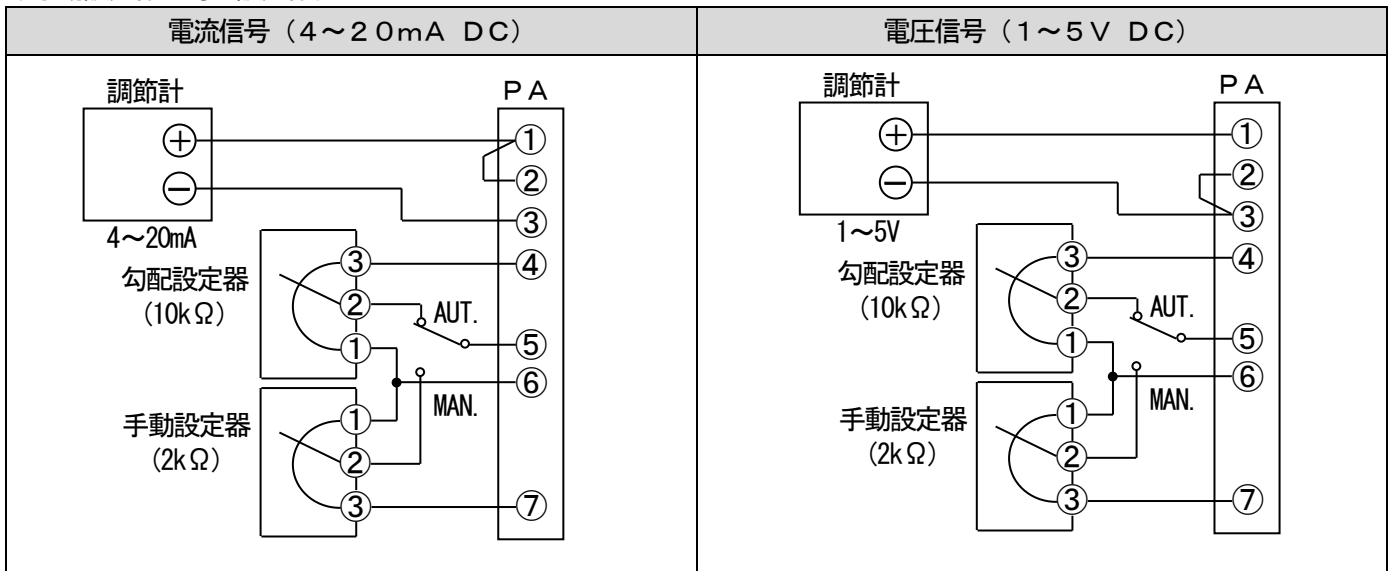 電流信号（４～２０ｍＡ　ＤＣ）
調節計
ＰＡ
＋
－
4～20mA
①
②
③
④
⑤
⑥
⑦
勾配設定器
(10kΩ)
③
②
①
AUT.
MAN.
手動設定器
(2kΩ)
①
②
③
電圧信号（１～５Ｖ　ＤＣ）
調節計
ＰＡ
＋
－
1～5V
①
②
③
④
⑤
⑥
⑦
勾配設定器
(10kΩ)
③
②
①
AUT.
MAN.
手動設定器
(2kΩ)
①
②
③